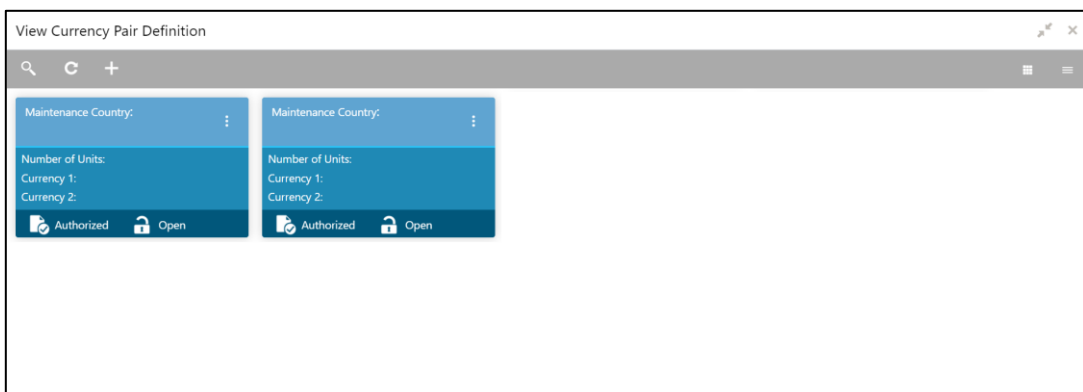 View Currency Pair Definition
Maintenance Country:
Number of Units:
Currency 1:
Currency 2:
Authorized Open
Maintenance Country:
Number of Units:
Currency 1:
Currency 2:
Authorized Open